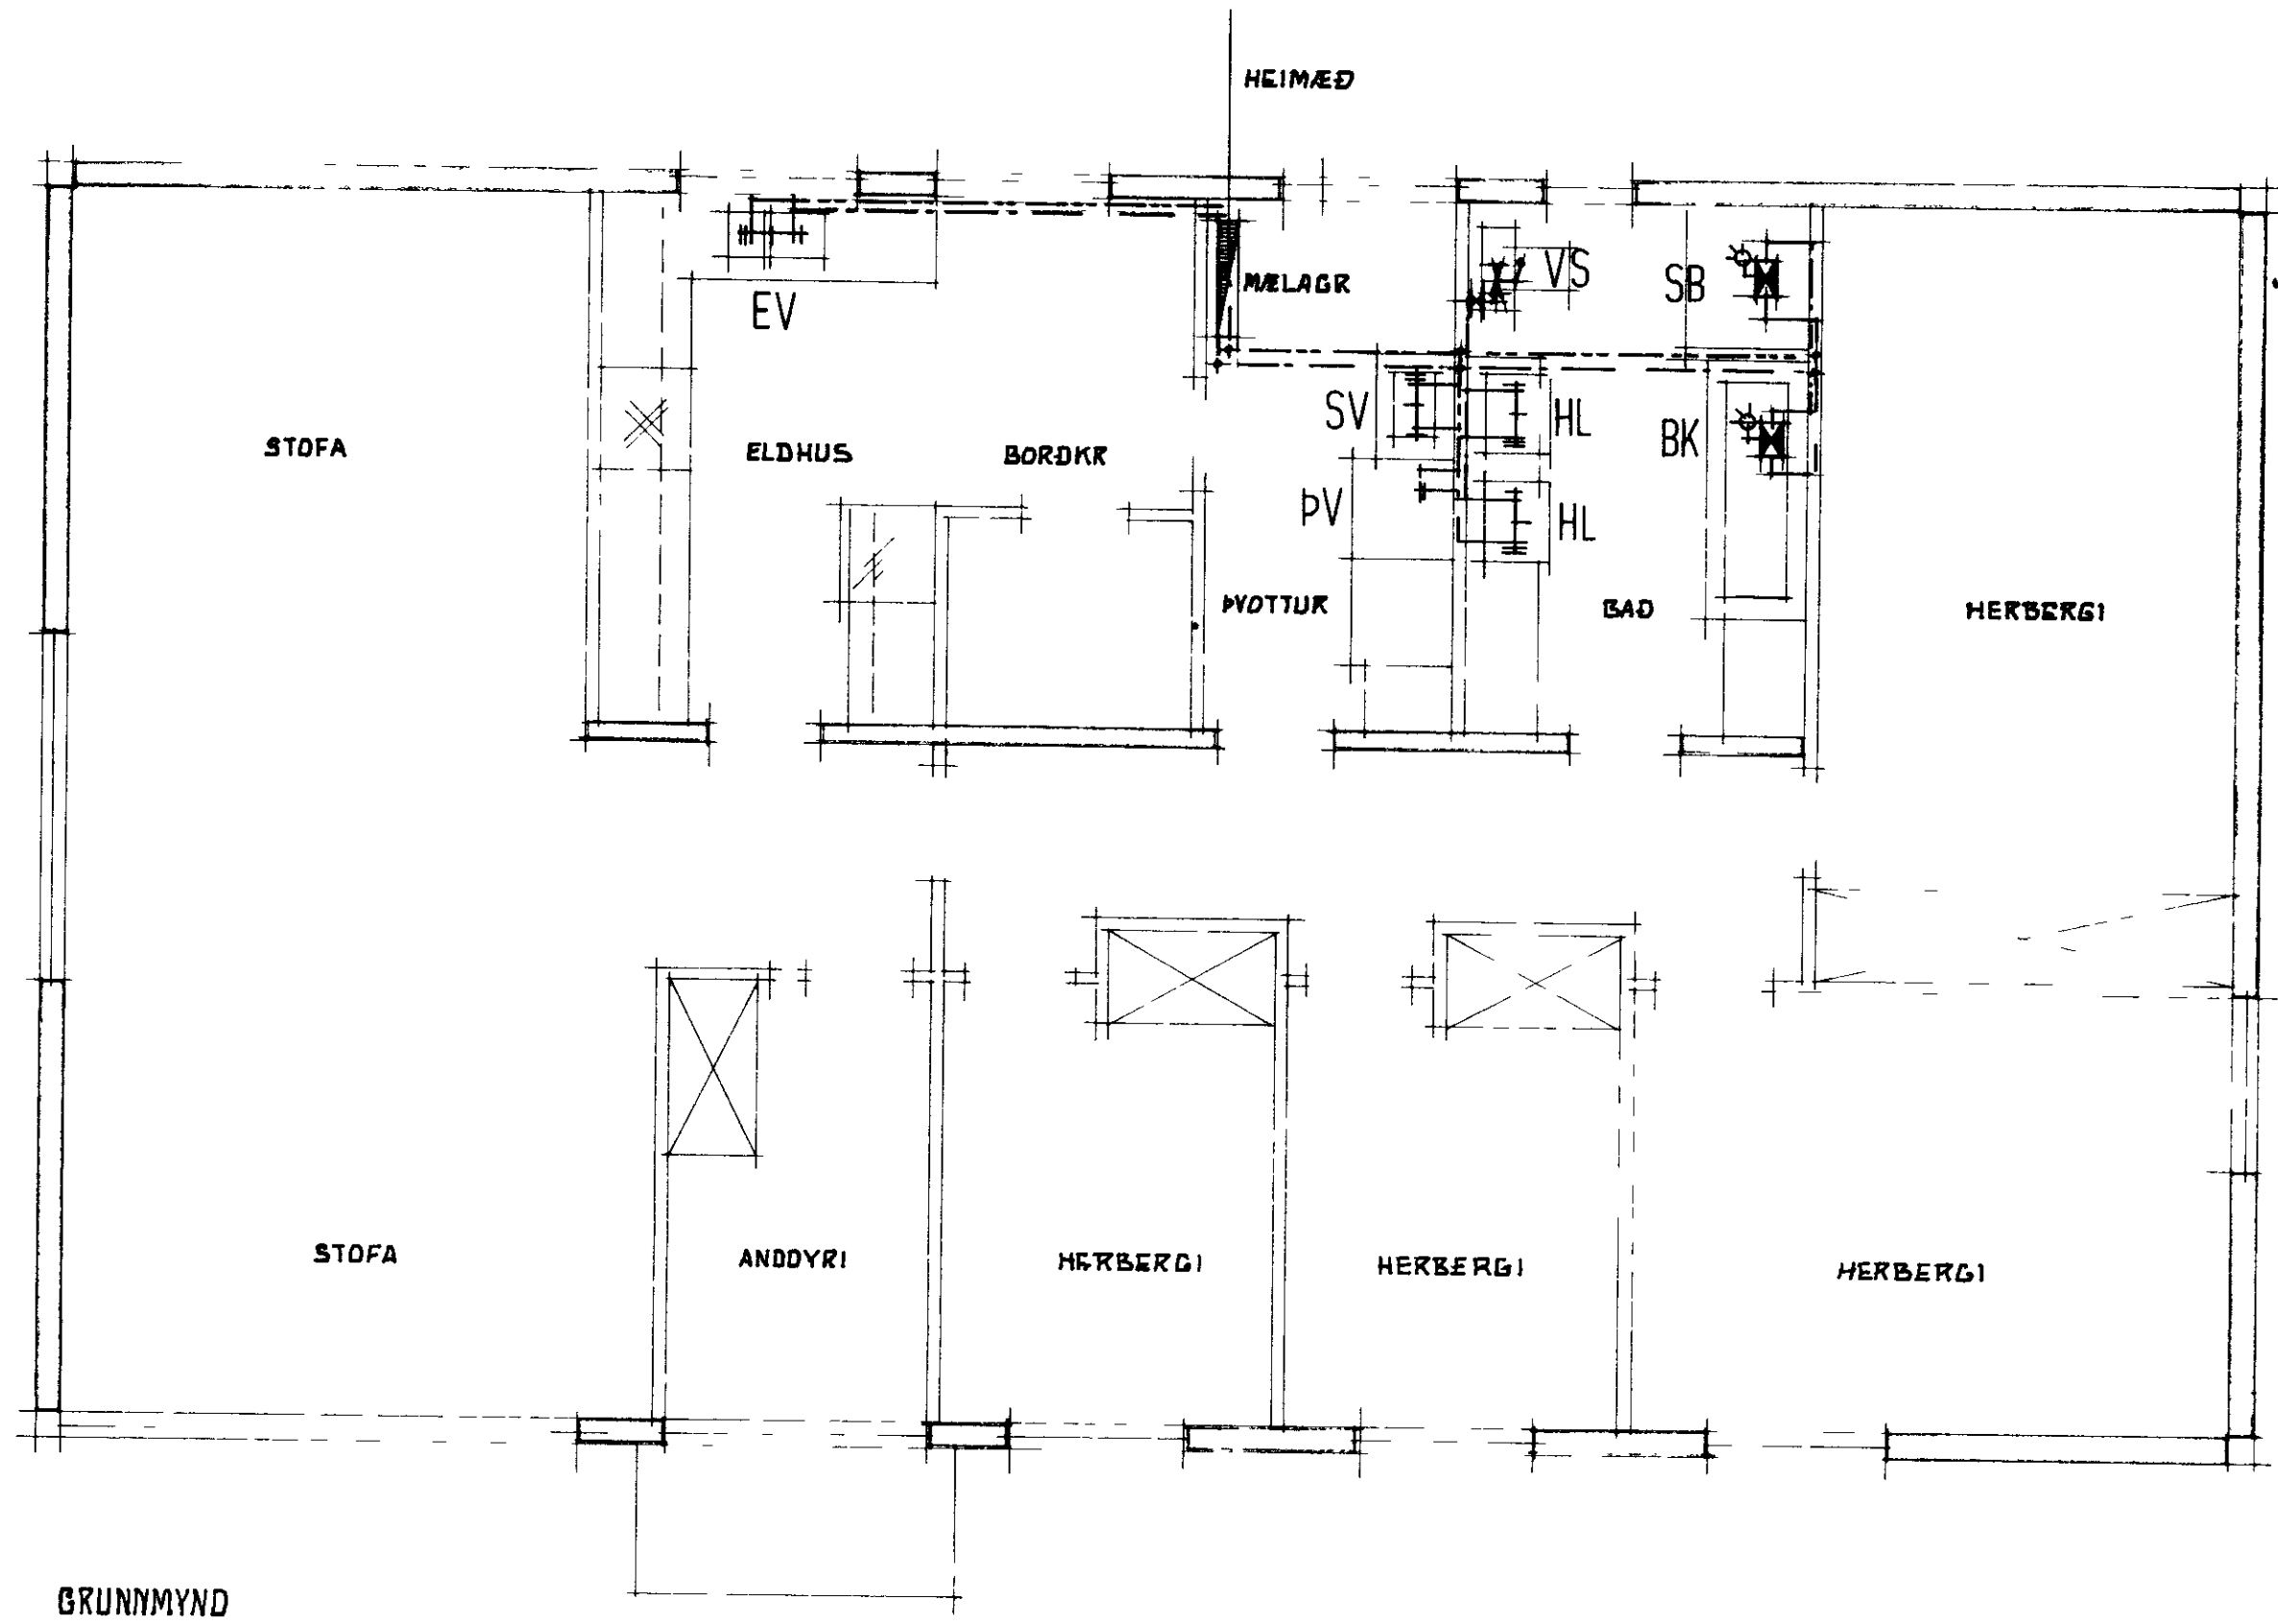 HEIMÆÐ
MÆLAGR
VS
SB
EV
SV
HL
BK
STOFA
ELDHUS
BORÐKR
ÞV
HL
ÞVOTTUR
BAÐ
HERBERGI
STOFA
ANDDYRI
HERBERGI
HERBERGI
HERBERGI
GRUNNMYND